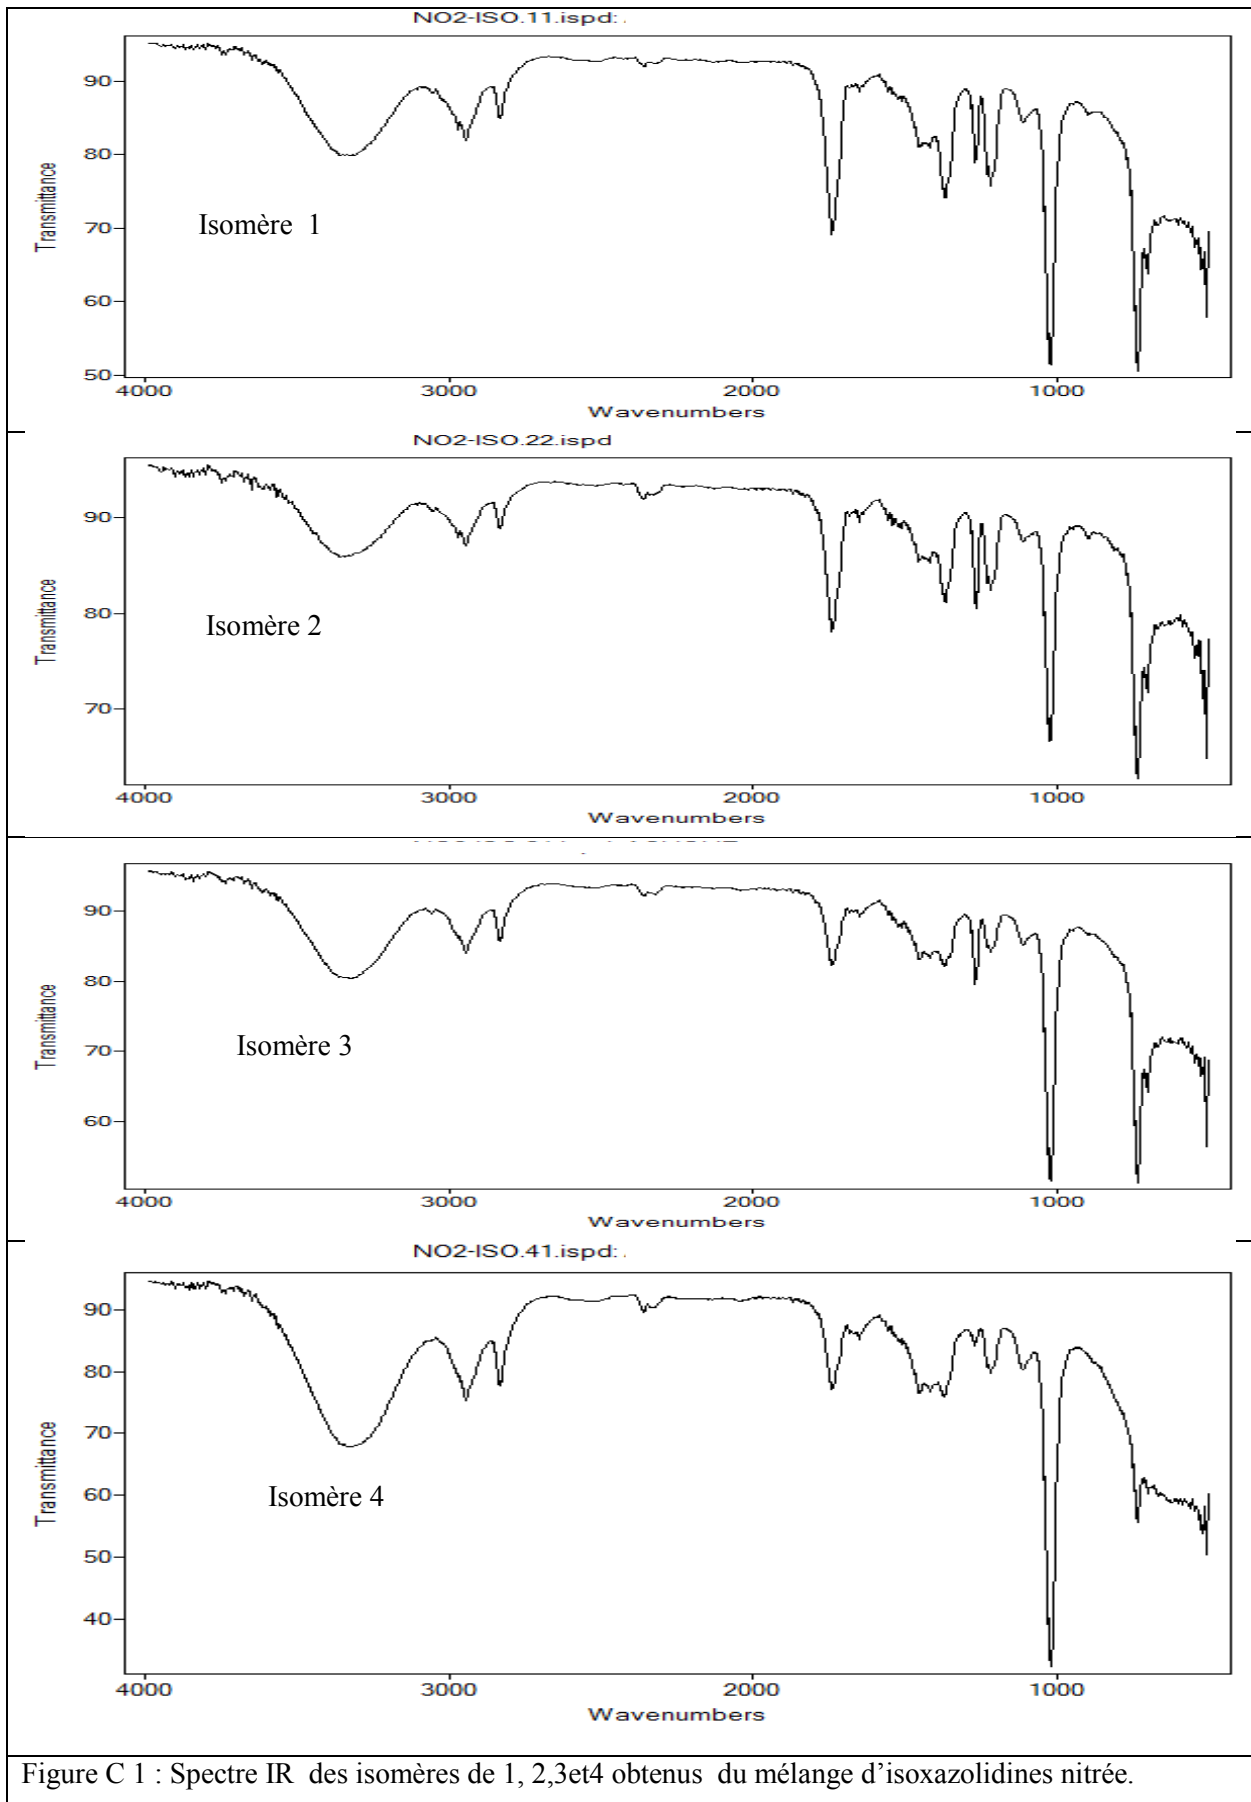 NO2-ISO.11.ispd: .
90
80
70
60
50
Transmittance
Isomère 1
4000 3000 2000 1000
Wavenumbers
NO2-ISO.22.ispd
90
80
70
Transmittance
Isomère 2
4000 3000 2000 1000
Wavenumbers
90
80
70
60
Transmittance
Isomère 3
4000 3000 2000 1000
Wavenumbers
NO2-ISO.41.ispd: .
90
80
70
60
50
40
Transmittance
Isomère 4
4000 3000 2000 1000
Wavenumbers
Figure C 1 : Spectre IR des isomères de 1, 2,3et4 obtenus du mélange d’isoxazolidines nitrée.